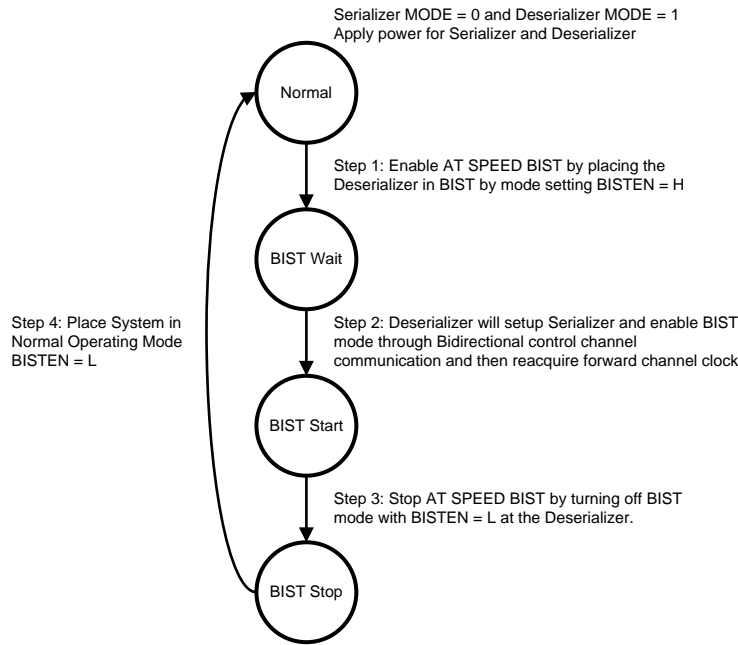 Serializer MODE = 0 and Deserializer MODE = 1
Apply power for Serializer and Deserializer
Normal
Step 1: Enable AT SPEED BIST by placing the
Deserializer in BIST by mode setting BISTEN = H
BIST Wait
Step 2: Deserializer will setup Serializer and enable BIST
mode through Bidirectional control channel
communication and then reacquire forward channel clock
BIST Start
Step 3: Stop AT SPEED BIST by turning off BIST
mode with BISTEN = L at the Deserializer.
BIST Stop
Step 4: Place System in
Normal Operating Mode
BISTEN = L